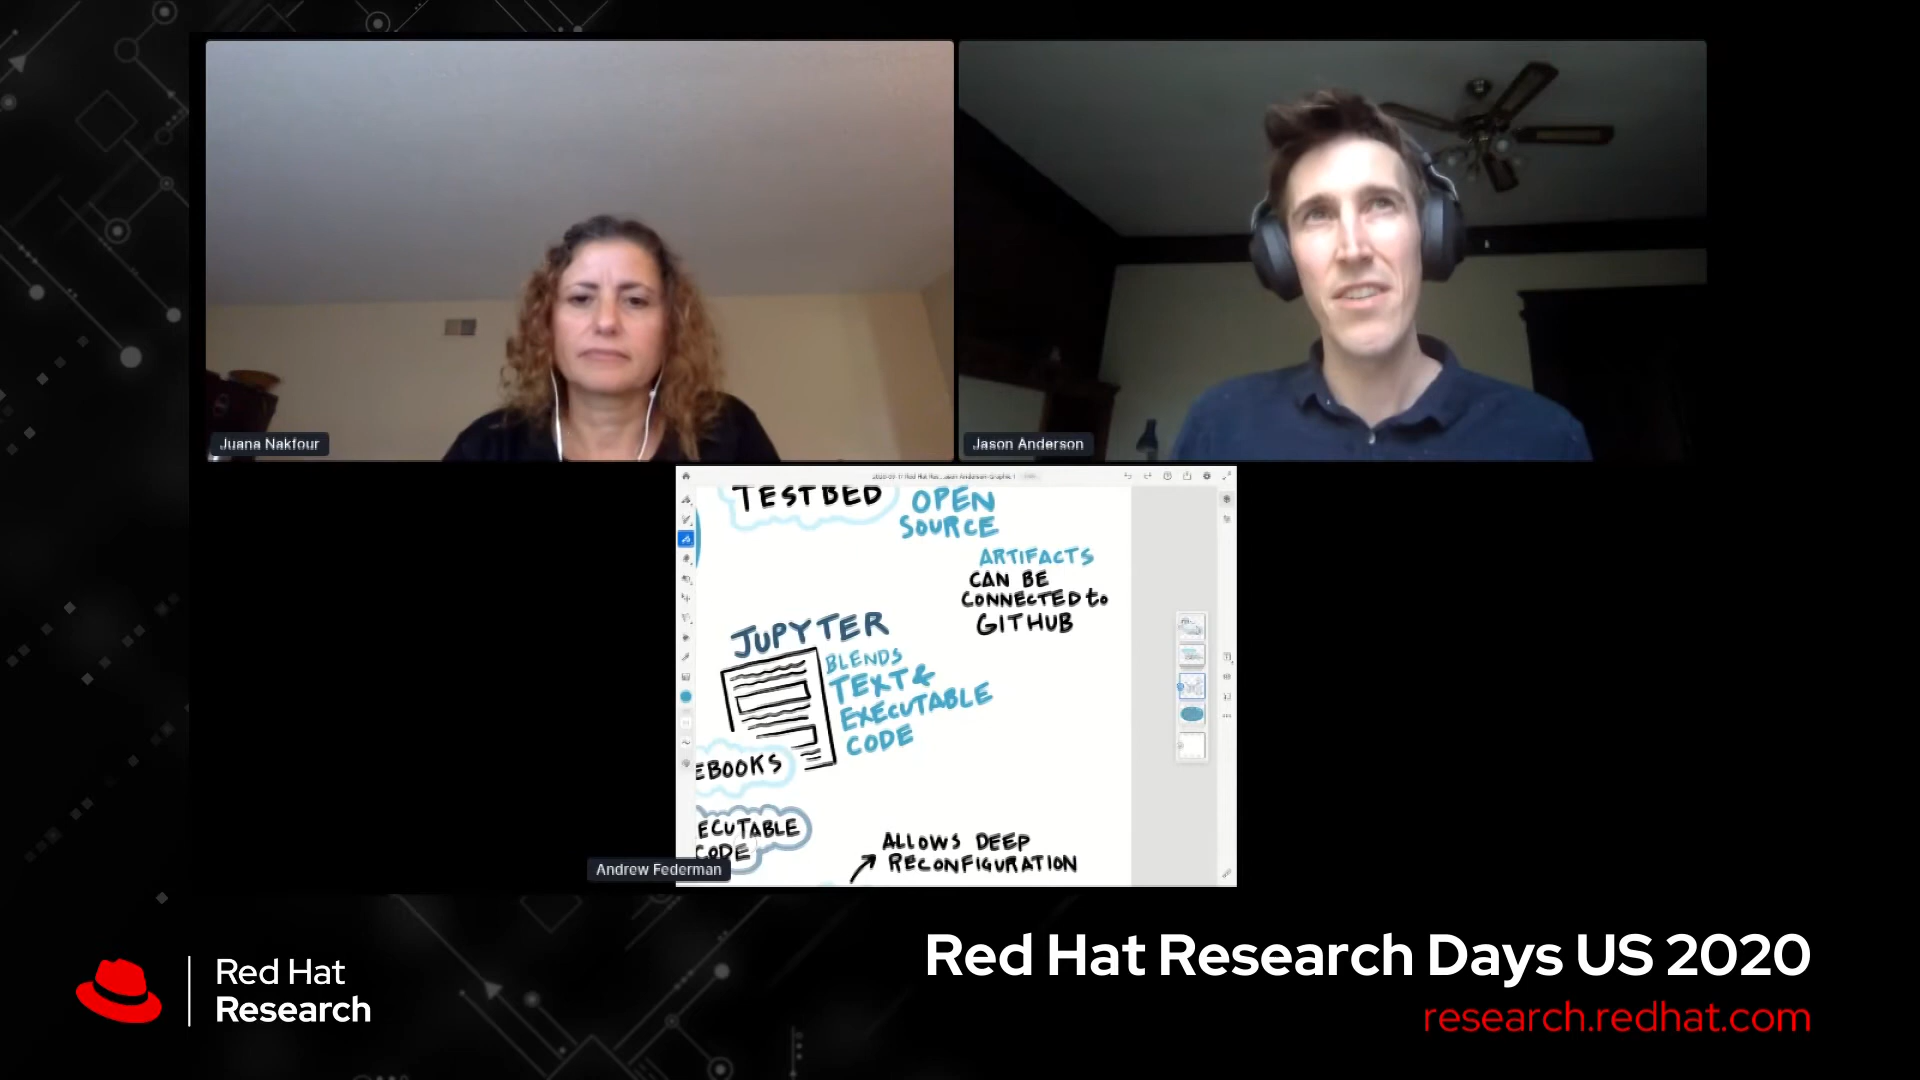 Juana Nakfour
Jason Anderson
TESTBED
OPEN
SOURCE
ARTIFACTS
CAN BE
CONNECTED to
GITHUB
JUPYTER
BLENDS
TEXT &
EXECUTABLE
CODE
EBOOKS
ECUTABLE
CODE
ALLOWS DEEP
RECONFIGURATION
Andrew Federman
Red Hat
Research
Red Hat Research Days US 2020
research.redhat.com